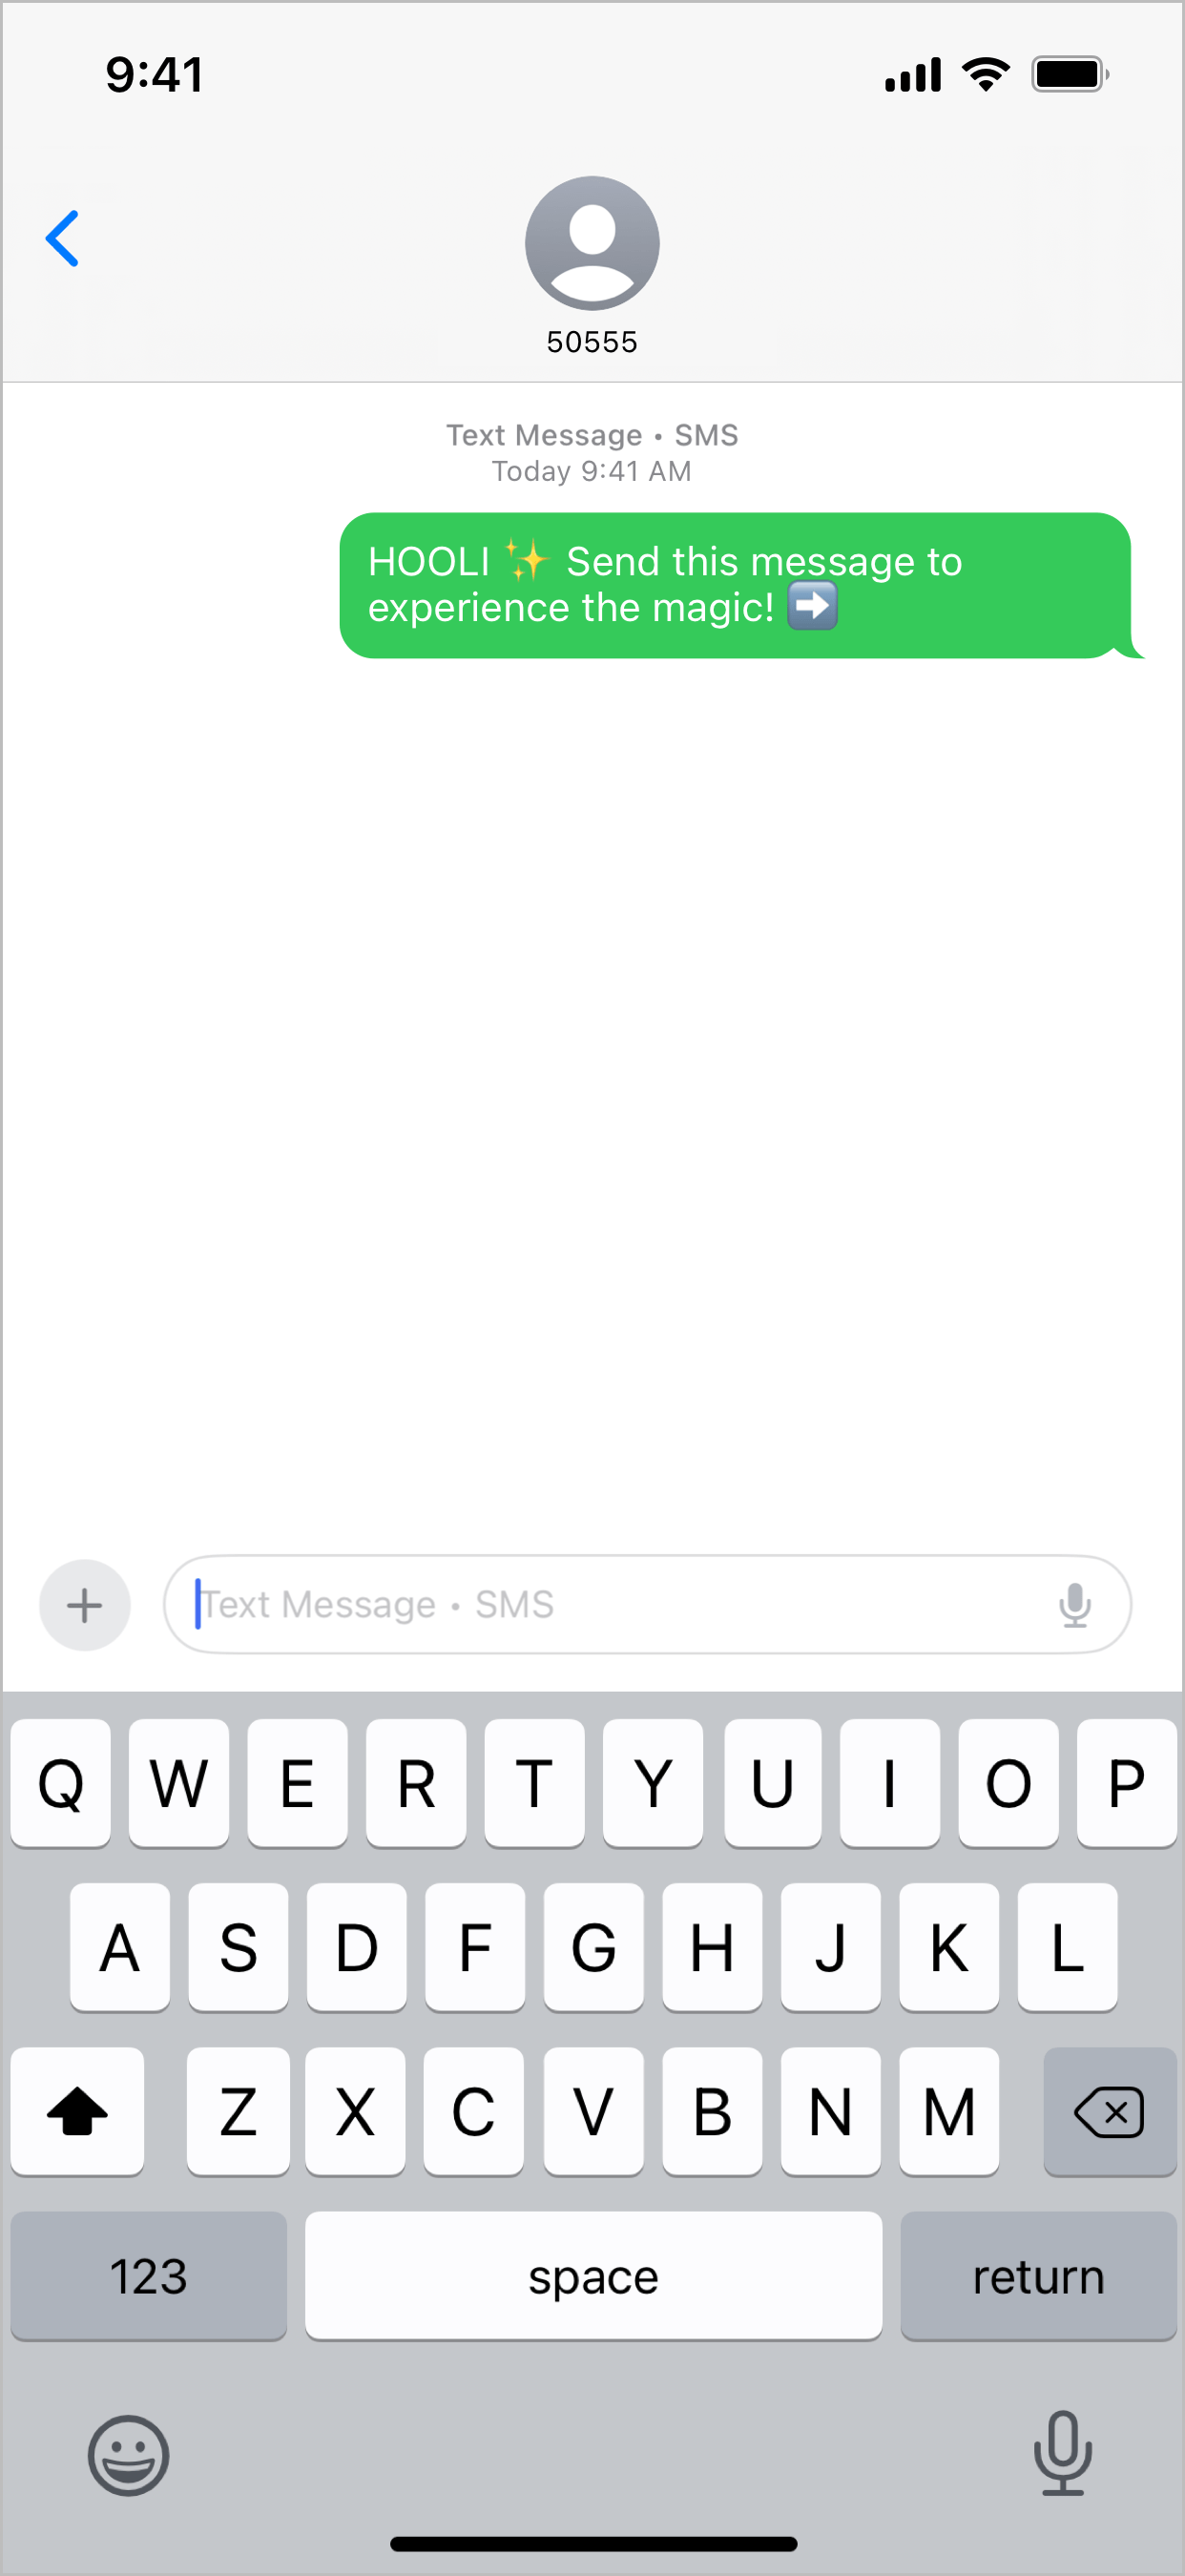 9:41
50555
Text Message • SMS
Today 9:41 AM
HOOLI ✨ Send this message to
experience the magic! ➡️
Text Message • SMS
Q W E R T Y U I O P
A S D F G H J K L
Z X C V B N M
123 space return